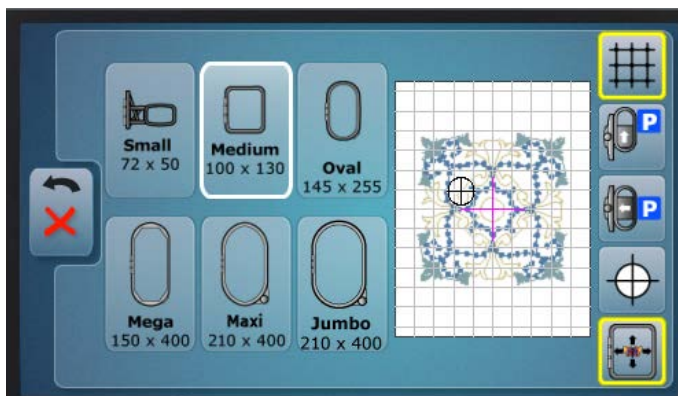 Small
72 x 50
Medium
100 x 130
Oval
145 x 255
Mega
150 x 400
Maxi
210 x 400
Jumbo
210 x 400
P
P